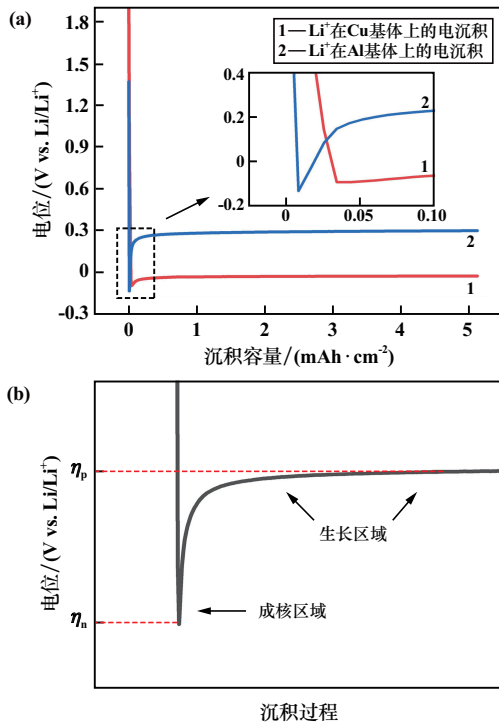 (a)
1.8
1.5
1.2
0.9
0.6
0.3
0
-0.3
电位/(V vs. Li/Li⁺)
1—Li⁺在Cu基体上的电沉积
2—Li⁺在Al基体上的电沉积
0.4
0.2
0
-0.2
0
0.05
0.10
2
1
2
1
0
1
2
3
4
5
沉积容量/(mAh·cm⁻²)
(b)
电位/(V vs. Li/Li⁺)
ηp
ηn
生长区域
成核区域
沉积过程